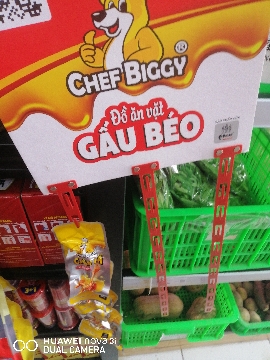 CHEF BIGGY ®
Đồ ăn vặt
GẤU BÉO
HUAWEI nova 3i
DUAL CAMERA